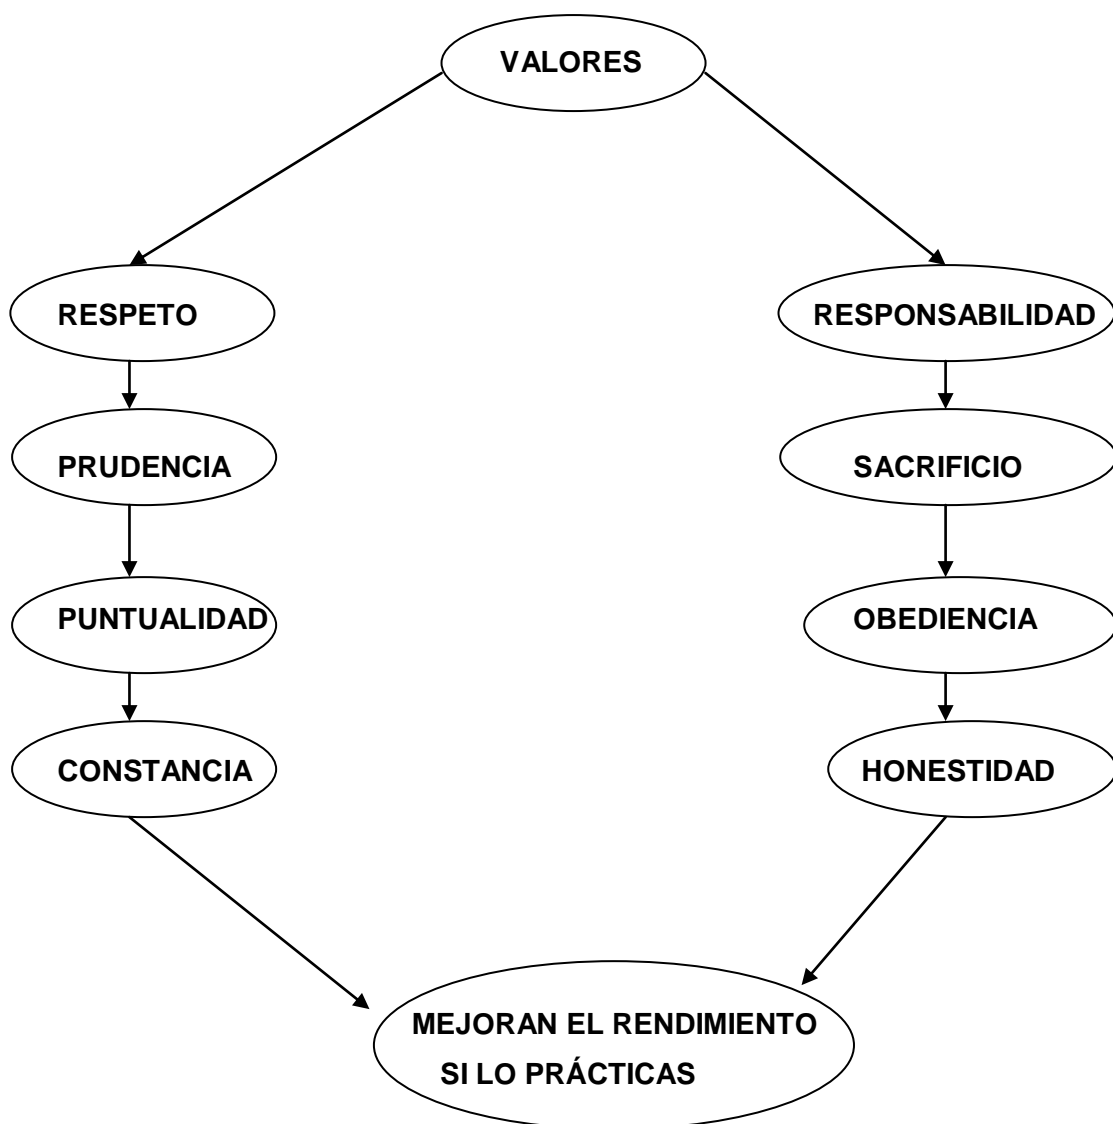 VALORES
RESPETO
RESPONSABILIDAD
PRUDENCIA
SACRIFICIO
PUNTUALIDAD
OBEDIENCIA
CONSTANCIA
HONESTIDAD
MEJORAN EL RENDIMIENTO
SI LO PRÁCTICAS